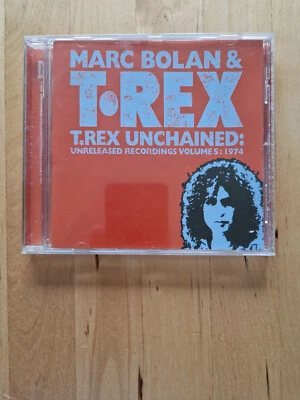 MARC BOLAN &
T•REX
T.REX UNCHAINED:
UNRELEASED RECORDINGS VOLUME 5: 1974